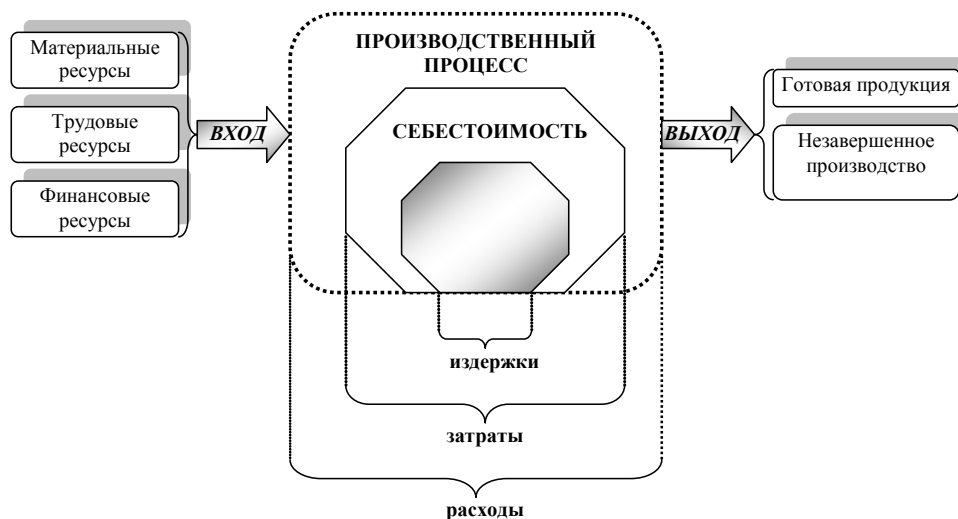 Материальные
ресурсы
Трудовые
ресурсы
Финансовые
ресурсы
ВХОД
ПРОИЗВОДСТВЕННЫЙ
ПРОЦЕСС
СЕБЕСТОИМОСТЬ
ВЫХОД
Готовая продукция
Незавершенное
производство
издержки
затраты
расходы